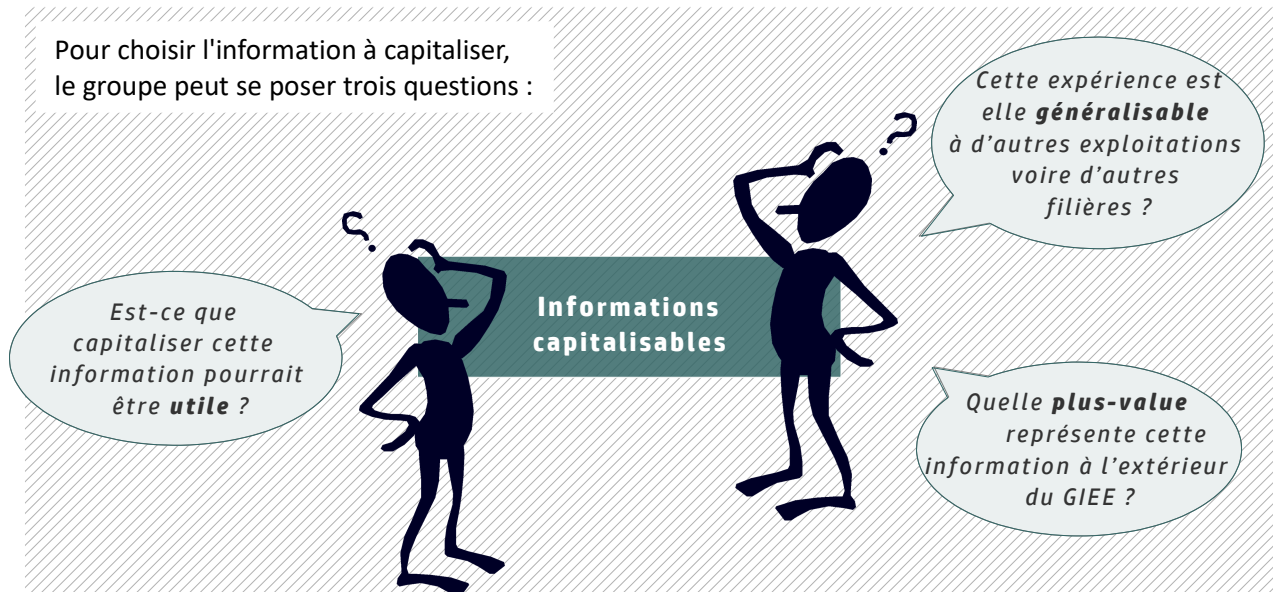 Pour choisir l'information à capitaliser,
le groupe peut se poser trois questions :
Cette expérience est
elle généralisable
à d'autres exploitations
voire d'autres
filières ?
?
?
Informations
capitalisables
Est-ce que
capitaliser cette
information pourrait
être utile ?
Quelle plus-value
représente cette
information à l'extérieur
du GIEE ?